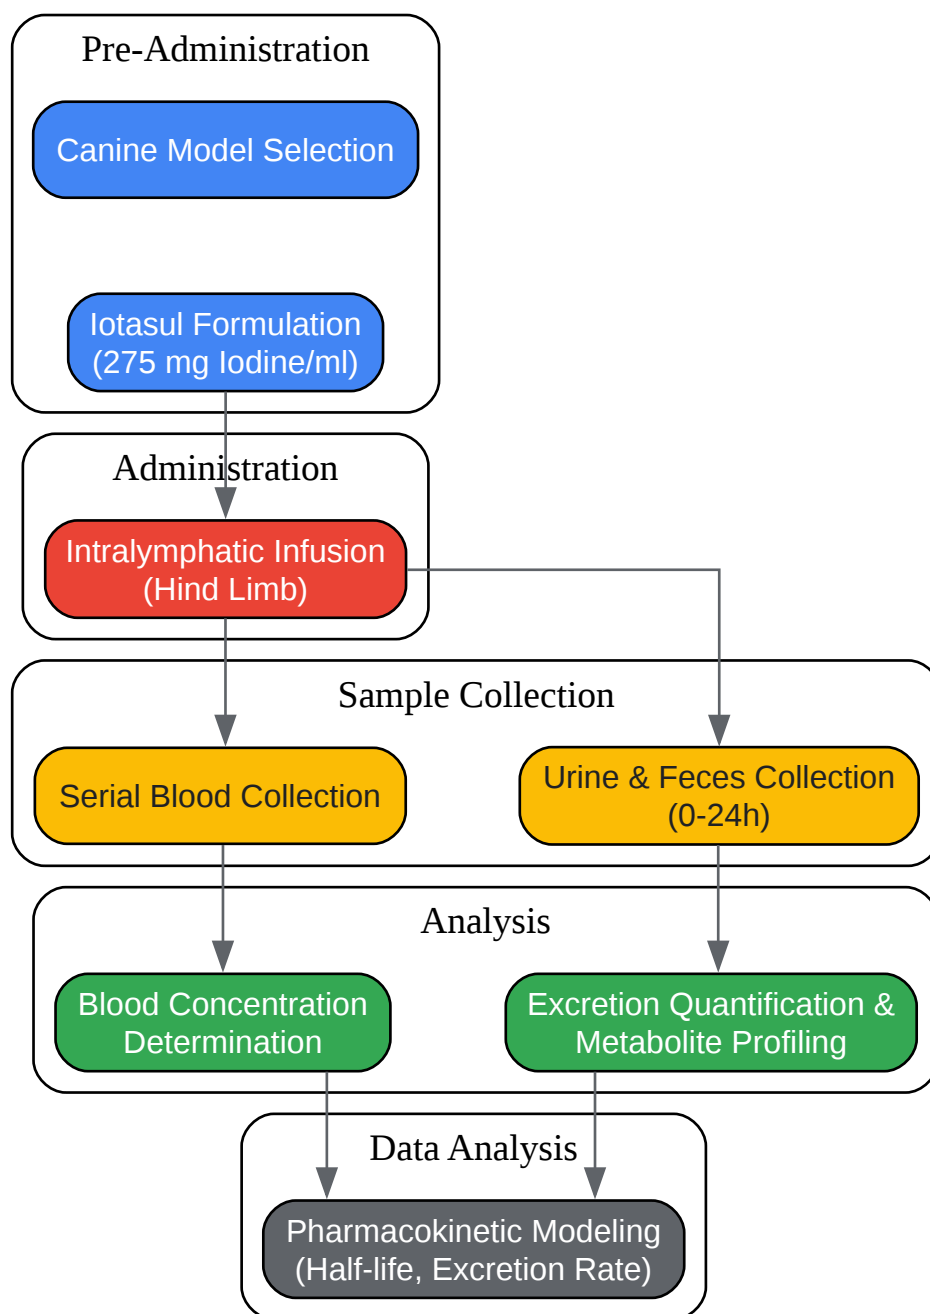 Pre-Administration
Canine Model Selection
Iotasul Formulation
(275 mg Iodine/ml)
Administration
Intralymphatic Infusion
(Hind Limb)
Sample Collection
Serial Blood Collection
Urine & Feces Collection
(0-24h)
Analysis
Blood Concentration
Determination
Excretion Quantification &
Metabolite Profiling
Data Analysis
Pharmacokinetic Modeling
(Half-life, Excretion Rate)